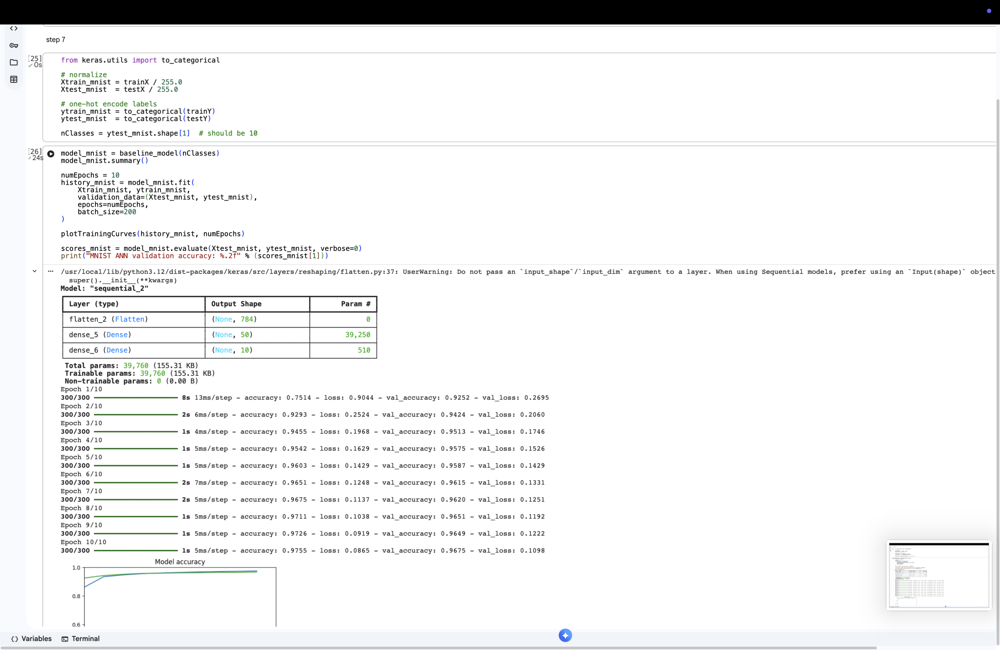 step 7
[25]
✓ 0s
from keras.utils import to_categorical
# normalize
Xtrain_mnist = trainX / 255.0
Xtest_mnist  = testX / 255.0
# one-hot encode labels
ytrain_mnist = to_categorical(trainY)
ytest_mnist  = to_categorical(testY)
nClasses = ytest_mnist.shape[1]  # should be 10
[26]
✓ 24s
model_mnist = baseline_model(nClasses)
model_mnist.summary()
numEpochs = 10
history_mnist = model_mnist.fit(
    Xtrain_mnist, ytrain_mnist,
    validation_data=(Xtest_mnist, ytest_mnist),
    epochs=numEpochs,
    batch_size=200
)
plotTrainingCurves(history_mnist, numEpochs)
scores_mnist = model_mnist.evaluate(Xtest_mnist, ytest_mnist, verbose=0)
print("MNIST ANN validation accuracy: %.2f" % (scores_mnist[1]))
/usr/local/lib/python3.12/dist-packages/keras/src/layers/reshaping/flatten.py:37: UserWarning: Do not pass an `input_shape`/`input_dim` argument to a layer. When using Sequential models, prefer using an `Input(shape)` object
  super().__init__(**kwargs)
Model: "sequential_2"
Layer (type) Output Shape Param #
flatten_2 (Flatten) (None, 784) 0
dense_5 (Dense) (None, 50) 39,250
dense_6 (Dense) (None, 10) 510
Total params: 39,760 (155.31 KB)
Trainable params: 39,760 (155.31 KB)
Non-trainable params: 0 (0.00 B)
Epoch 1/10
300/300 8s 13ms/step - accuracy: 0.7514 - loss: 0.9044 - val_accuracy: 0.9252 - val_loss: 0.2695
Epoch 2/10
300/300 2s 6ms/step - accuracy: 0.9293 - loss: 0.2524 - val_accuracy: 0.9424 - val_loss: 0.2060
Epoch 3/10
300/300 1s 4ms/step - accuracy: 0.9455 - loss: 0.1968 - val_accuracy: 0.9513 - val_loss: 0.1746
Epoch 4/10
300/300 1s 5ms/step - accuracy: 0.9542 - loss: 0.1629 - val_accuracy: 0.9575 - val_loss: 0.1526
Epoch 5/10
300/300 1s 5ms/step - accuracy: 0.9603 - loss: 0.1429 - val_accuracy: 0.9587 - val_loss: 0.1429
Epoch 6/10
300/300 2s 7ms/step - accuracy: 0.9651 - loss: 0.1248 - val_accuracy: 0.9615 - val_loss: 0.1331
Epoch 7/10
300/300 2s 5ms/step - accuracy: 0.9675 - loss: 0.1137 - val_accuracy: 0.9620 - val_loss: 0.1251
Epoch 8/10
300/300 1s 5ms/step - accuracy: 0.9711 - loss: 0.1038 - val_accuracy: 0.9651 - val_loss: 0.1192
Epoch 9/10
300/300 1s 5ms/step - accuracy: 0.9726 - loss: 0.0919 - val_accuracy: 0.9649 - val_loss: 0.1222
Epoch 10/10
300/300 1s 5ms/step - accuracy: 0.9755 - loss: 0.0865 - val_accuracy: 0.9675 - val_loss: 0.1098
Model accuracy
1.0
0.8
0.6
Variables
Terminal